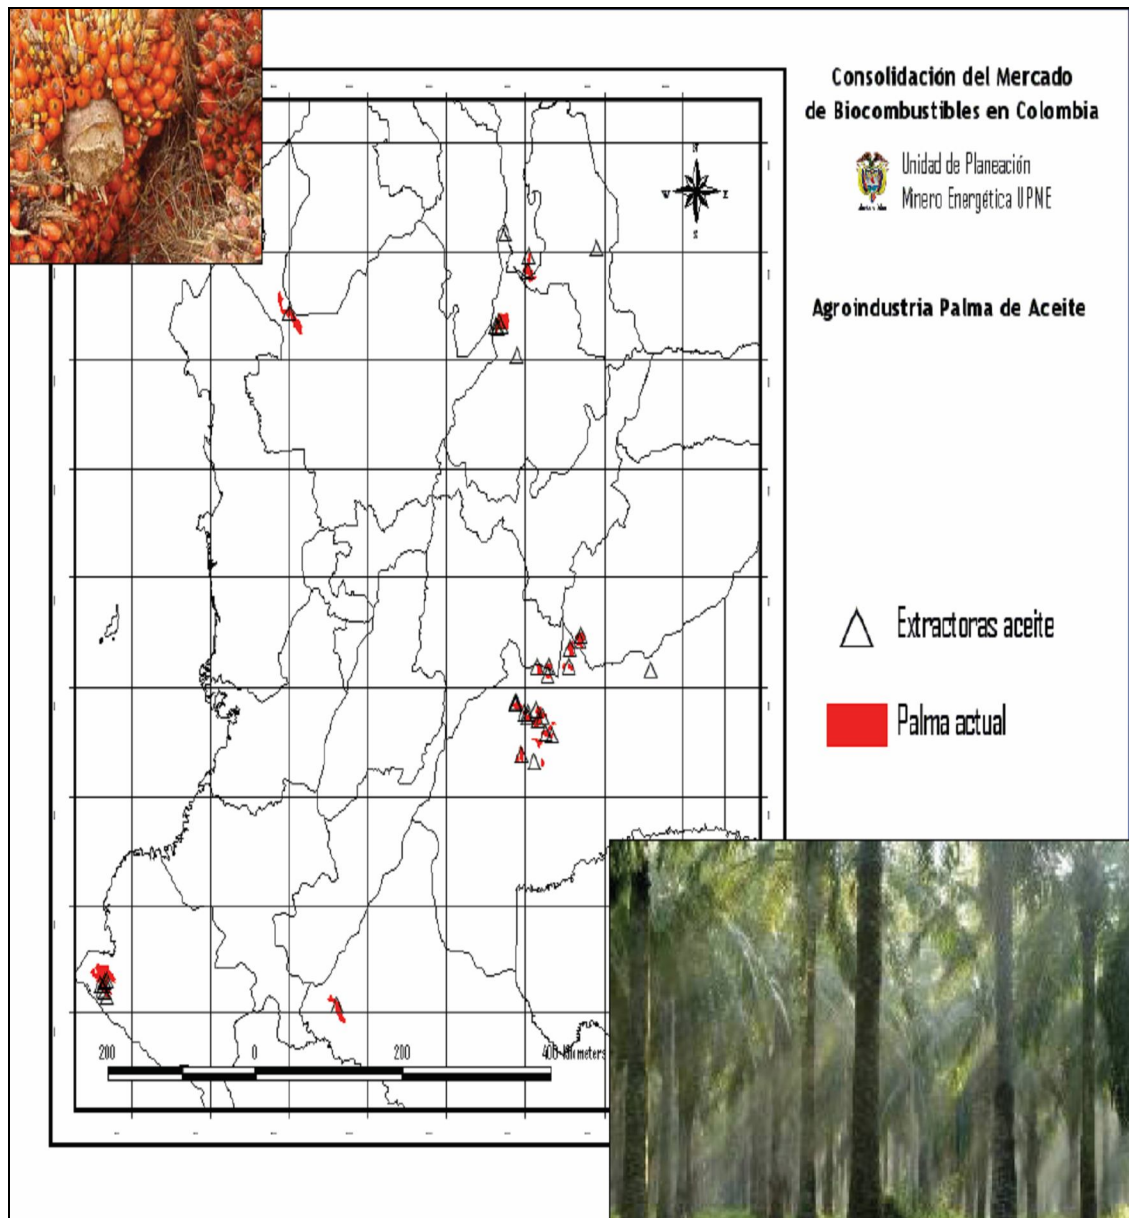 Consolidación del Mercado
de Biocombustibles en Colombia
Unidad de Planeación
Minero Energética UPME
Agroindustria Palma de Aceite
N
W
E
S
Extractoras aceite
Palma actual
200
0
200
400 Kilometers